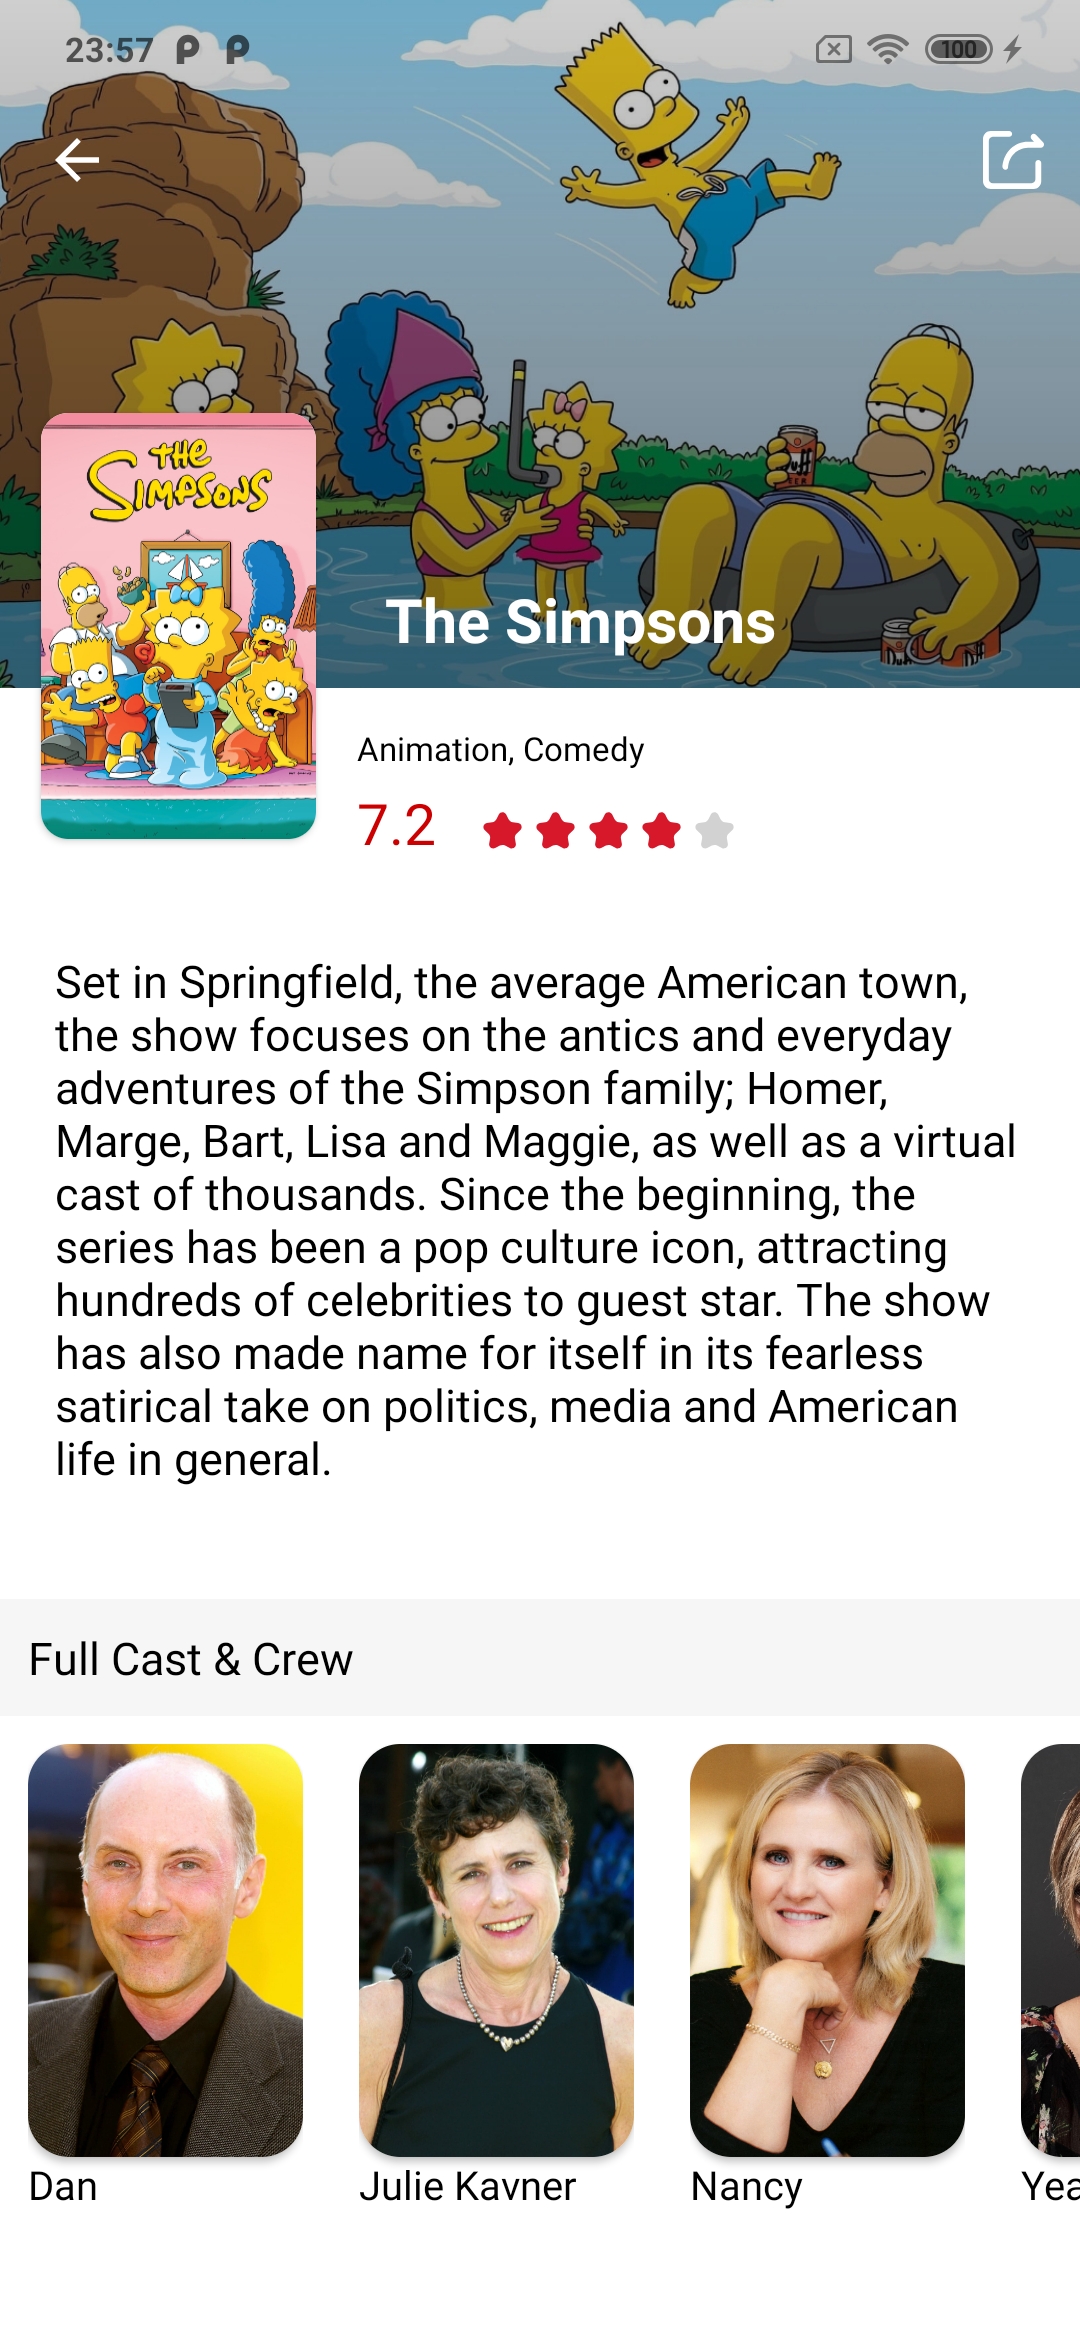 23:57
100
THE
SIMPSONS
Duff
BEER
Duff
Duff
The Simpsons
Animation, Comedy
7.2
Set in Springfield, the average American town,
the show focuses on the antics and everyday
adventures of the Simpson family; Homer,
Marge, Bart, Lisa and Maggie, as well as a virtual
cast of thousands. Since the beginning, the
series has been a pop culture icon, attracting
hundreds of celebrities to guest star. The show
has also made name for itself in its fearless
satirical take on politics, media and American
life in general.
Full Cast & Crew
Dan
Julie Kavner
Nancy
Yea